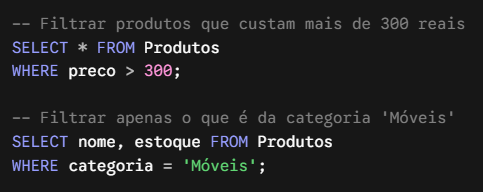 -- Filtrar produtos que custam mais de 300 reais
SELECT * FROM Produtos
WHERE preco > 300;
-- Filtrar apenas o que é da categoria 'Móveis'
SELECT nome, estoque FROM Produtos
WHERE categoria = 'Móveis';